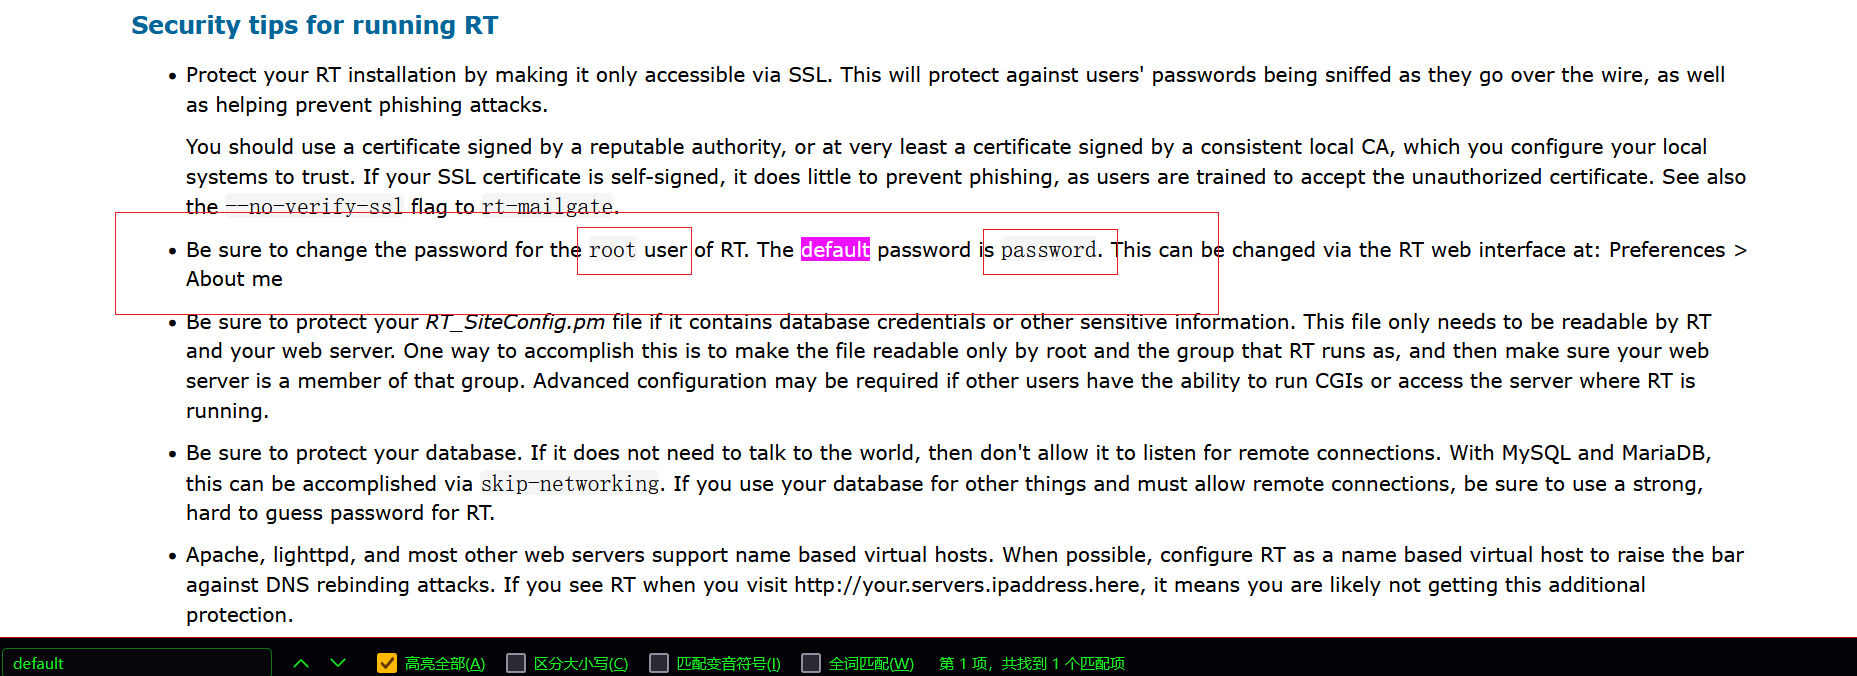 Security tips for running RT
• Protect your RT installation by making it only accessible via SSL. This will protect against users' passwords being sniffed as they go over the wire, as well
as helping prevent phishing attacks.
You should use a certificate signed by a reputable authority, or at very least a certificate signed by a consistent local CA, which you configure your local
systems to trust. If your SSL certificate is self-signed, it does little to prevent phishing, as users are trained to accept the unauthorized certificate. See also
the --no-verify-ssl flag to rt-mailgate.
• Be sure to change the password for the root user of RT. The default password is password. This can be changed via the RT web interface at: Preferences >
About me
• Be sure to protect your RT_SiteConfig.pm file if it contains database credentials or other sensitive information. This file only needs to be readable by RT
and your web server. One way to accomplish this is to make the file readable only by root and the group that RT runs as, and then make sure your web
server is a member of that group. Advanced configuration may be required if other users have the ability to run CGIs or access the server where RT is
running.
• Be sure to protect your database. If it does not need to talk to the world, then don't allow it to listen for remote connections. With MySQL and MariaDB,
this can be accomplished via skip-networking. If you use your database for other things and must allow remote connections, be sure to use a strong,
hard to guess password for RT.
• Apache, lighttpd, and most other web servers support name based virtual hosts. When possible, configure RT as a name based virtual host to raise the bar
against DNS rebinding attacks. If you see RT when you visit http://your.servers.ipaddress.here, it means you are likely not getting this additional
protection.
default 高亮全部(A) 区分大小写(C) 匹配变音符号(I) 全词匹配(W) 第 1 项，共找到 1 个匹配项